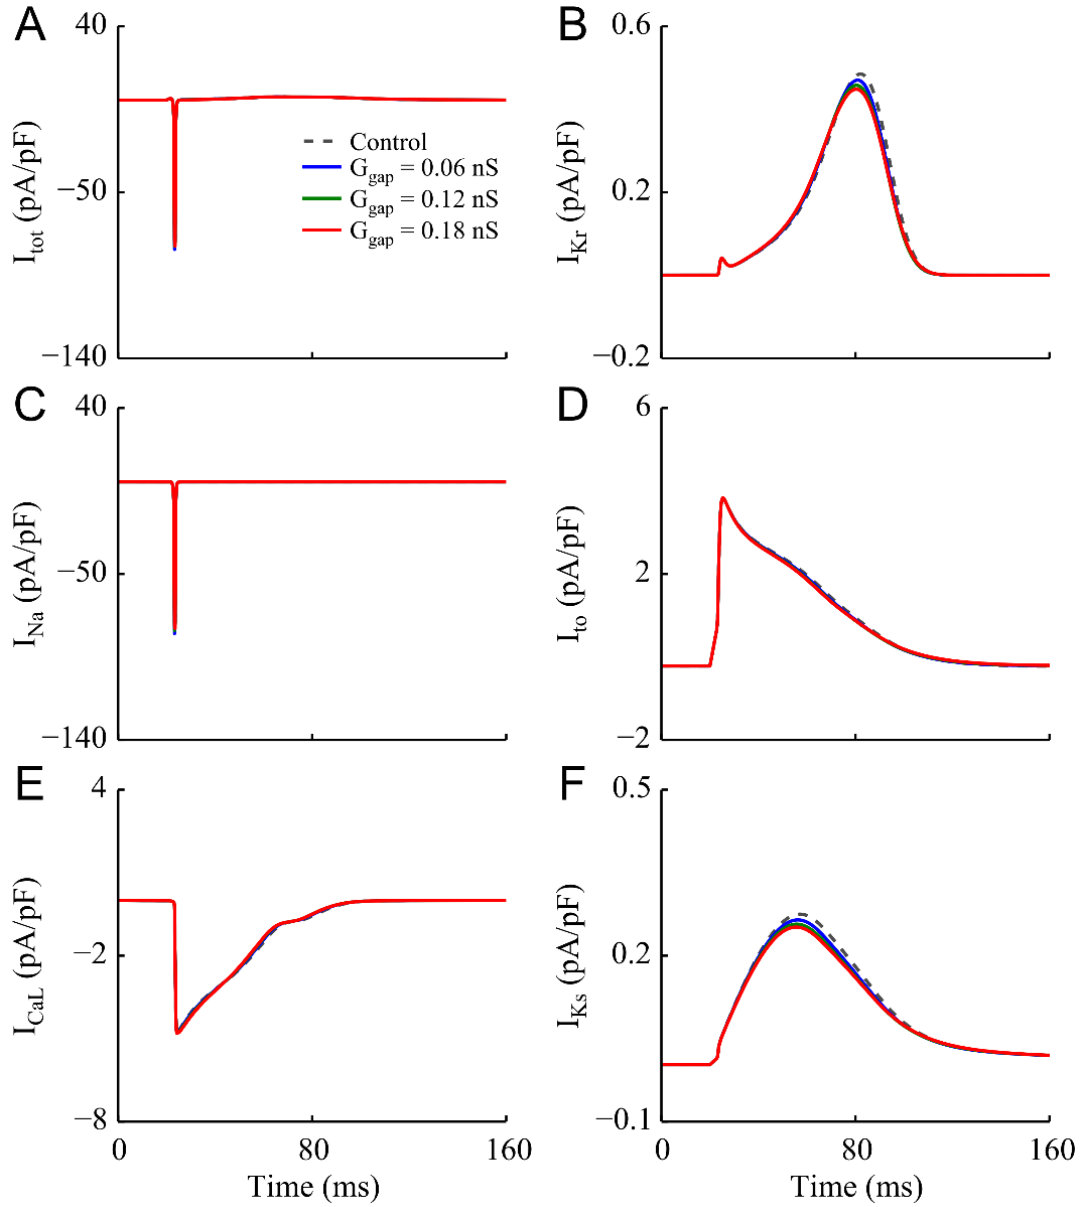 A
40
−50
−140
I_tot (pA/pF)
Control
G_gap = 0.06 nS
G_gap = 0.12 nS
G_gap = 0.18 nS
B
0.6
0.2
−0.2
I_Kr (pA/pF)
C
40
−50
−140
I_Na (pA/pF)
D
6
2
−2
I_to (pA/pF)
E
4
−2
−8
I_CaL (pA/pF)
0
80
160
Time (ms)
F
0.5
0.2
−0.1
I_Ks (pA/pF)
0
80
160
Time (ms)